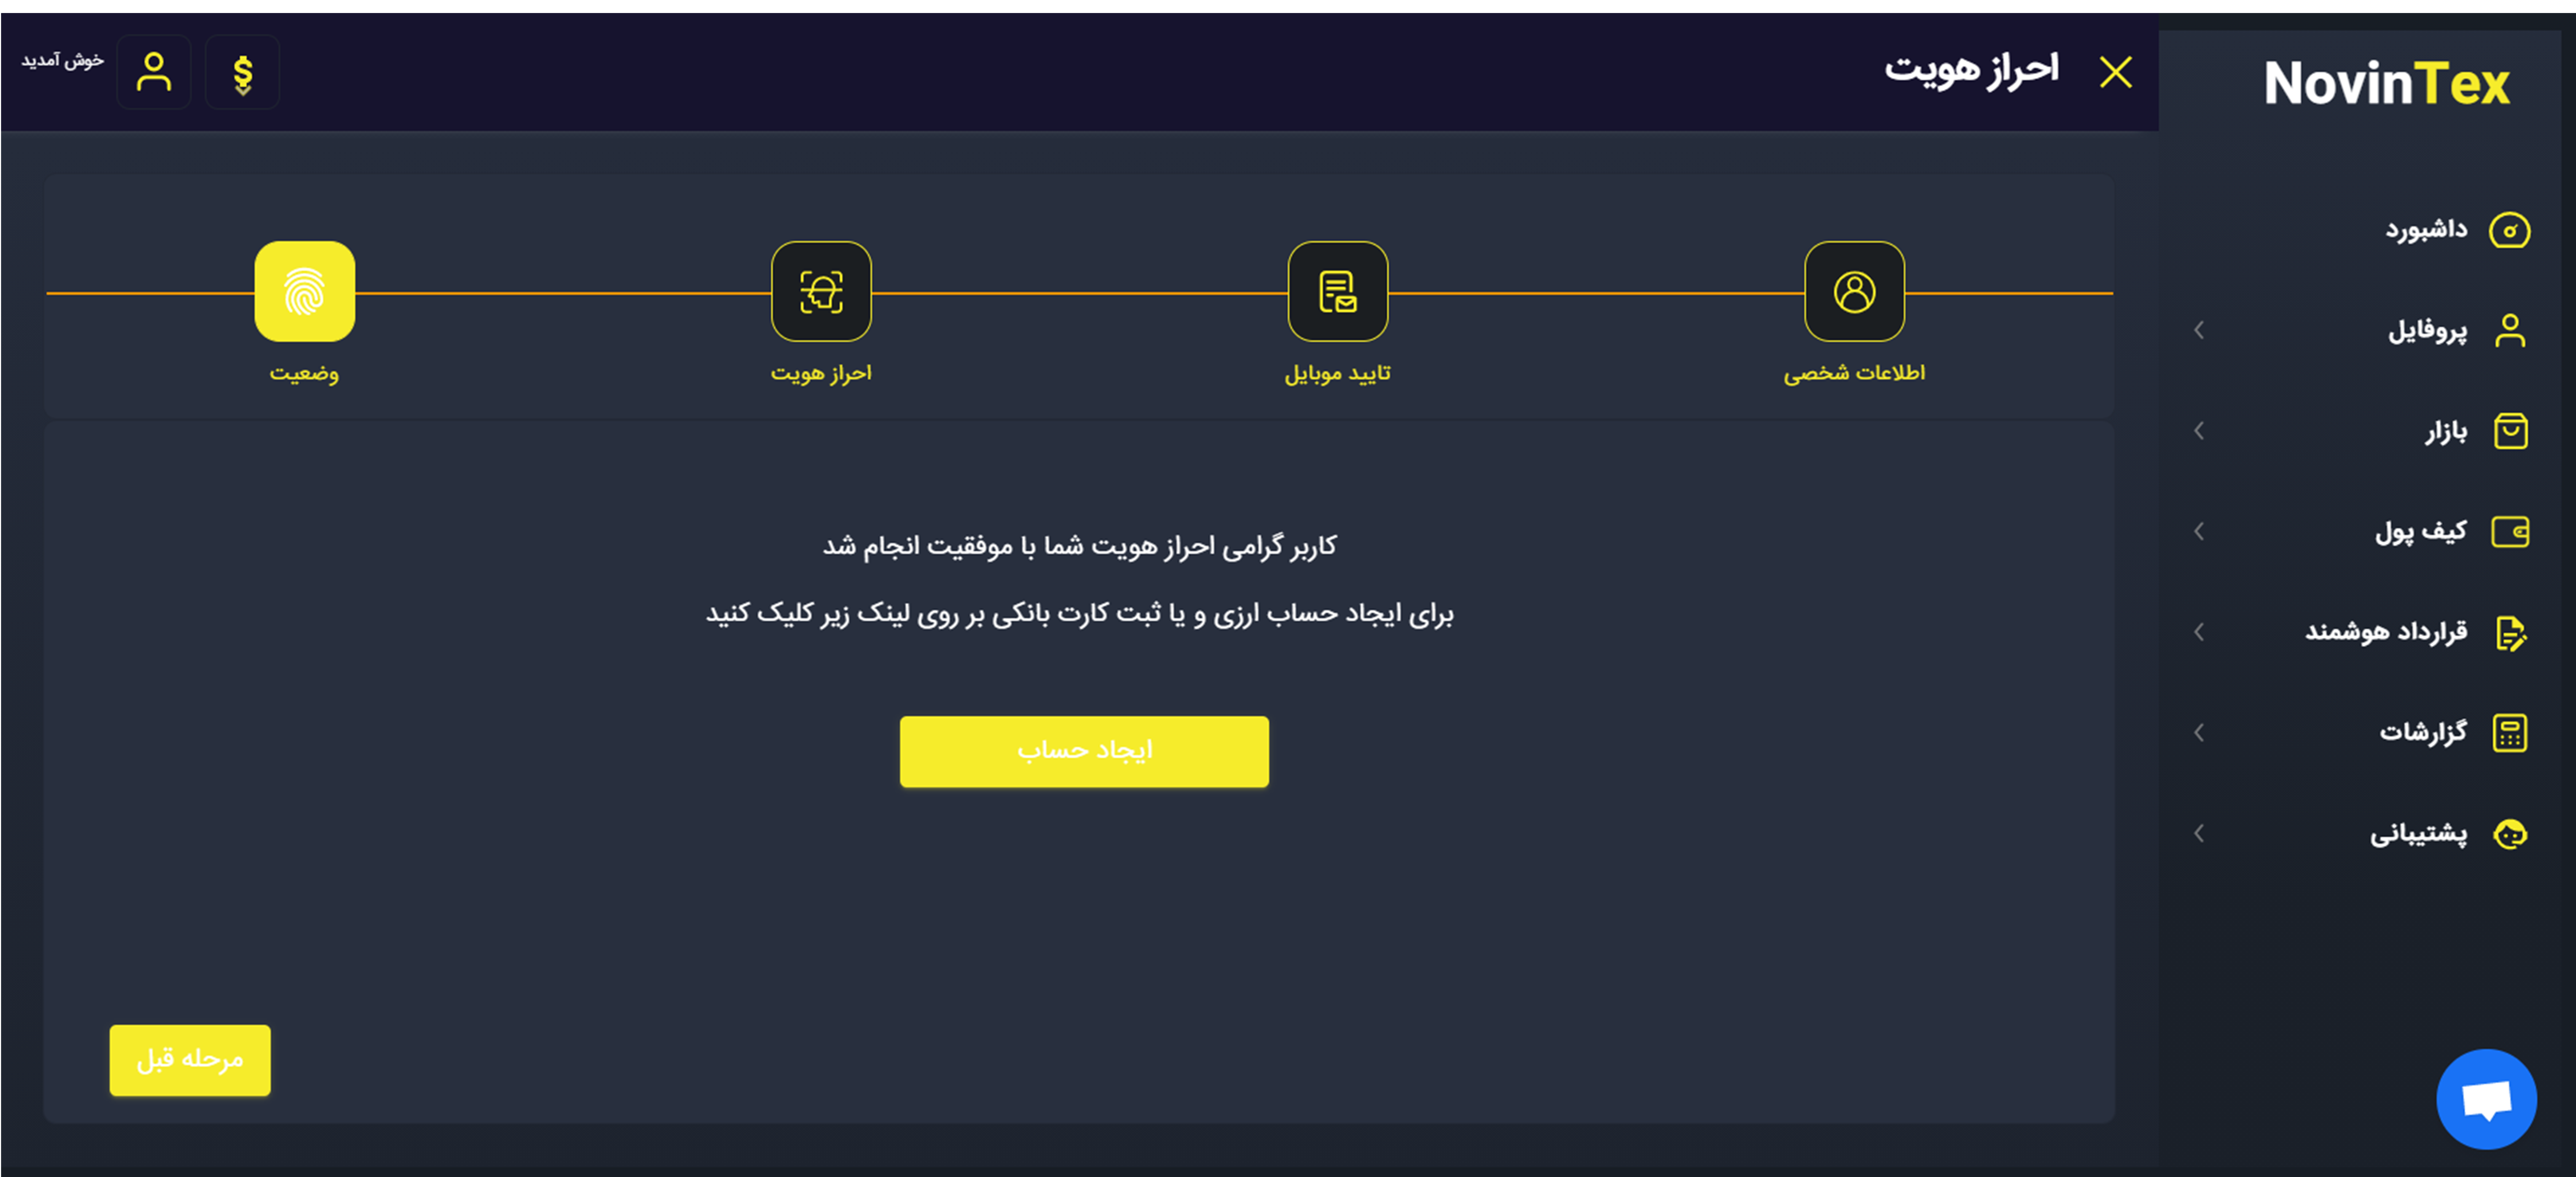 NovinTex
داشبورد
پروفایل
بازار
کیف پول
قرارداد هوشمند
گزارشات
پشتیبانی
احراز هویت
خوش آمدید
اطلاعات شخصی
تایید موبایل
احراز هویت
وضعیت
کاربر گرامی احراز هویت شما با موفقیت انجام شد
برای ایجاد حساب ارزی و یا ثبت کارت بانکی بر روی لینک زیر کلیک کنید
ایجاد حساب
مرحله قبل